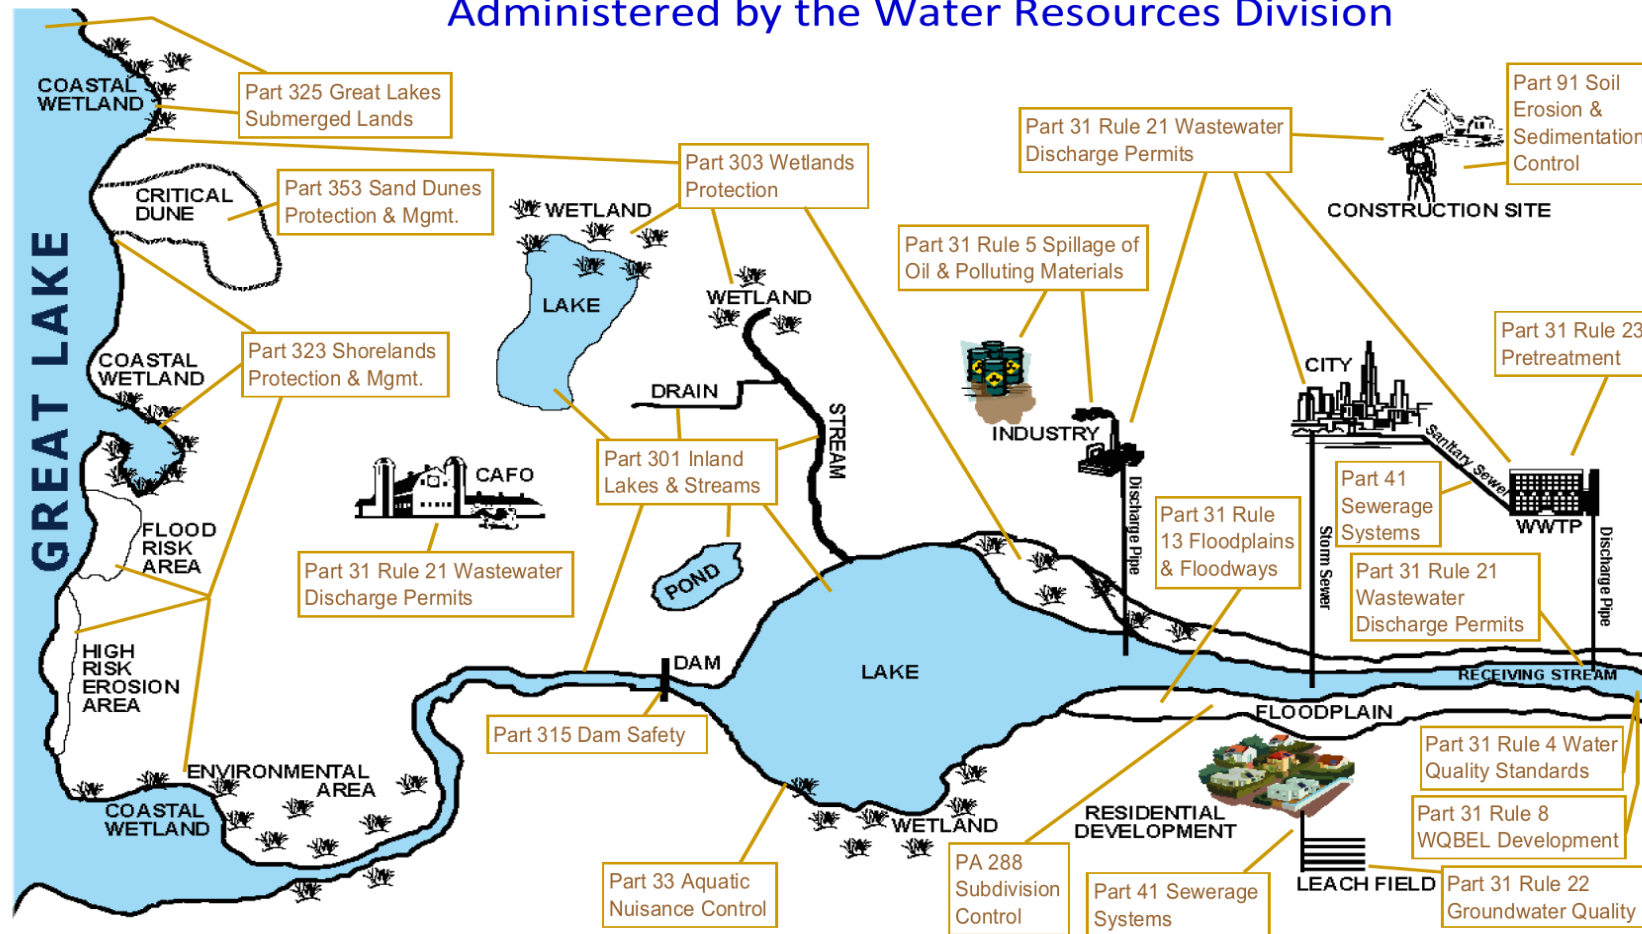 Administered by the Water Resources Division
COASTAL
WETLAND
Part 325 Great Lakes
Submerged Lands
Part 31 Rule 21 Wastewater
Discharge Permits
Part 91 Soil
Erosion &
Sedimentation
Control
CONSTRUCTION SITE
Part 303 Wetlands
Protection
CRITICAL
DUNE
Part 353 Sand Dunes
Protection & Mgmt.
WETLAND
LAKE
WETLAND
Part 31 Rule 5 Spillage of
Oil & Polluting Materials
GREAT LAKE
Part 323 Shorelands
Protection & Mgmt.
COASTAL
WETLAND
DRAIN
STREAM
INDUSTRY
CITY
Part 31 Rule 23
Pretreatment
Sanitary Sewer
Part 301 Inland
Lakes & Streams
CAFO
Part 41
Sewerage
Systems
WWTP
Discharge Pipe
Storm Sewer
Discharge Pipe
Part 31 Rule
13 Floodplains
& Floodways
FLOOD
RISK
AREA
Part 31 Rule 21 Wastewater
Discharge Permits
POND
Part 31 Rule 21
Wastewater
Discharge Permits
HIGH
RISK
EROSION
AREA
DAM
LAKE
RECEIVING STREAM
Part 315 Dam Safety
FLOODPLAIN
Part 31 Rule 4 Water
Quality Standards
ENVIRONMENTAL
AREA
COASTAL
WETLAND
WETLAND
RESIDENTIAL
DEVELOPMENT
Part 31 Rule 8
WQBEL Development
Part 33 Aquatic
Nuisance Control
PA 288
Subdivision
Control
Part 41 Sewerage
Systems
LEACH FIELD
Part 31 Rule 22
Groundwater Quality